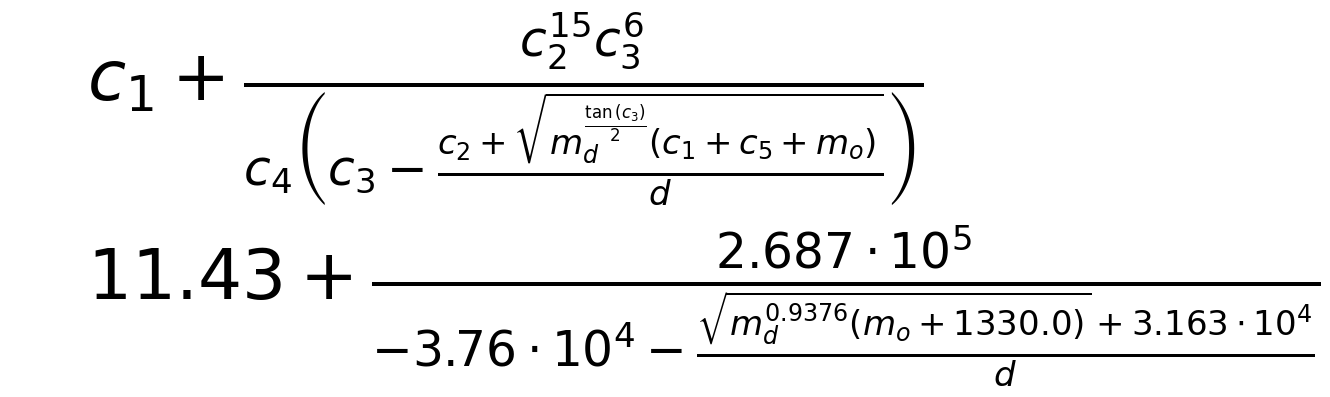 $c_1 + \frac{c_2^{15} c_3^6}{c_4 \left( c_3 - \frac{c_2 + \sqrt{m_d^{\frac{\tan(c_3)}{2}} (c_1 + c_5 + m_o)}}{d} \right)}$
$11.43 + \frac{2.687 \cdot 10^5}{-3.76 \cdot 10^4 - \frac{\sqrt{m_d^{0.9376} (m_o + 1330.0)} + 3.163 \cdot 10^4}{d}}$